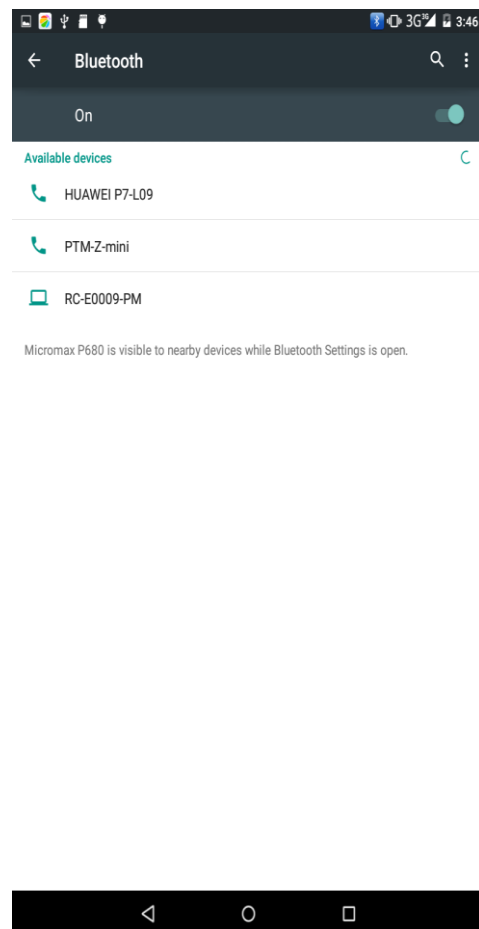 3G 3G 3:46
Bluetooth
On
Available devices
HUAWEI P7-L09
PTM-Z-mini
RC-E0009-PM
Micromax P680 is visible to nearby devices while Bluetooth Settings is open.